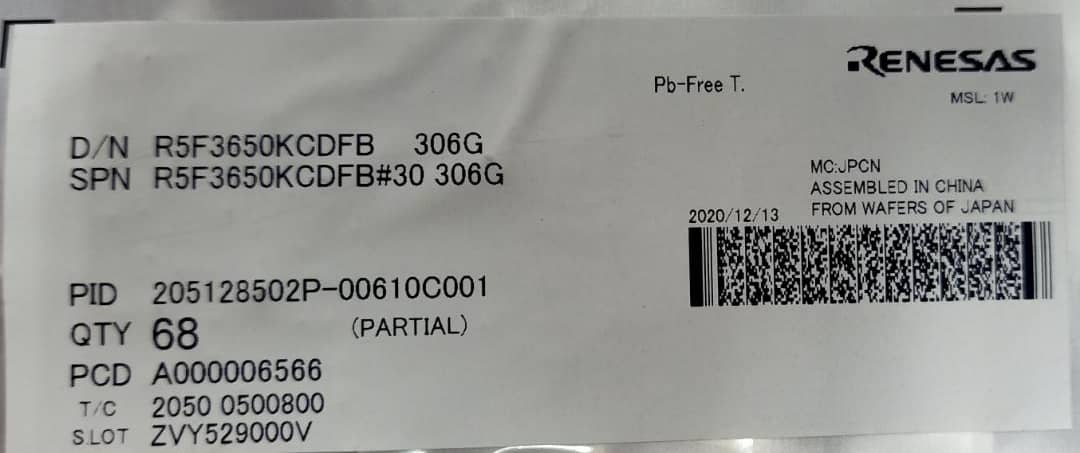 RENESAS
Pb-Free T.
MSL: 1W
D/N R5F3650KCDFB 306G
SPN R5F3650KCDFB#30 306G
MC:JPCN
ASSEMBLED IN CHINA
FROM WAFERS OF JAPAN
2020/12/13
PID 205128502P-00610C001
QTY 68 (PARTIAL)
PCD A000006566
T/C 2050 0500800
S.LOT ZVY529000V